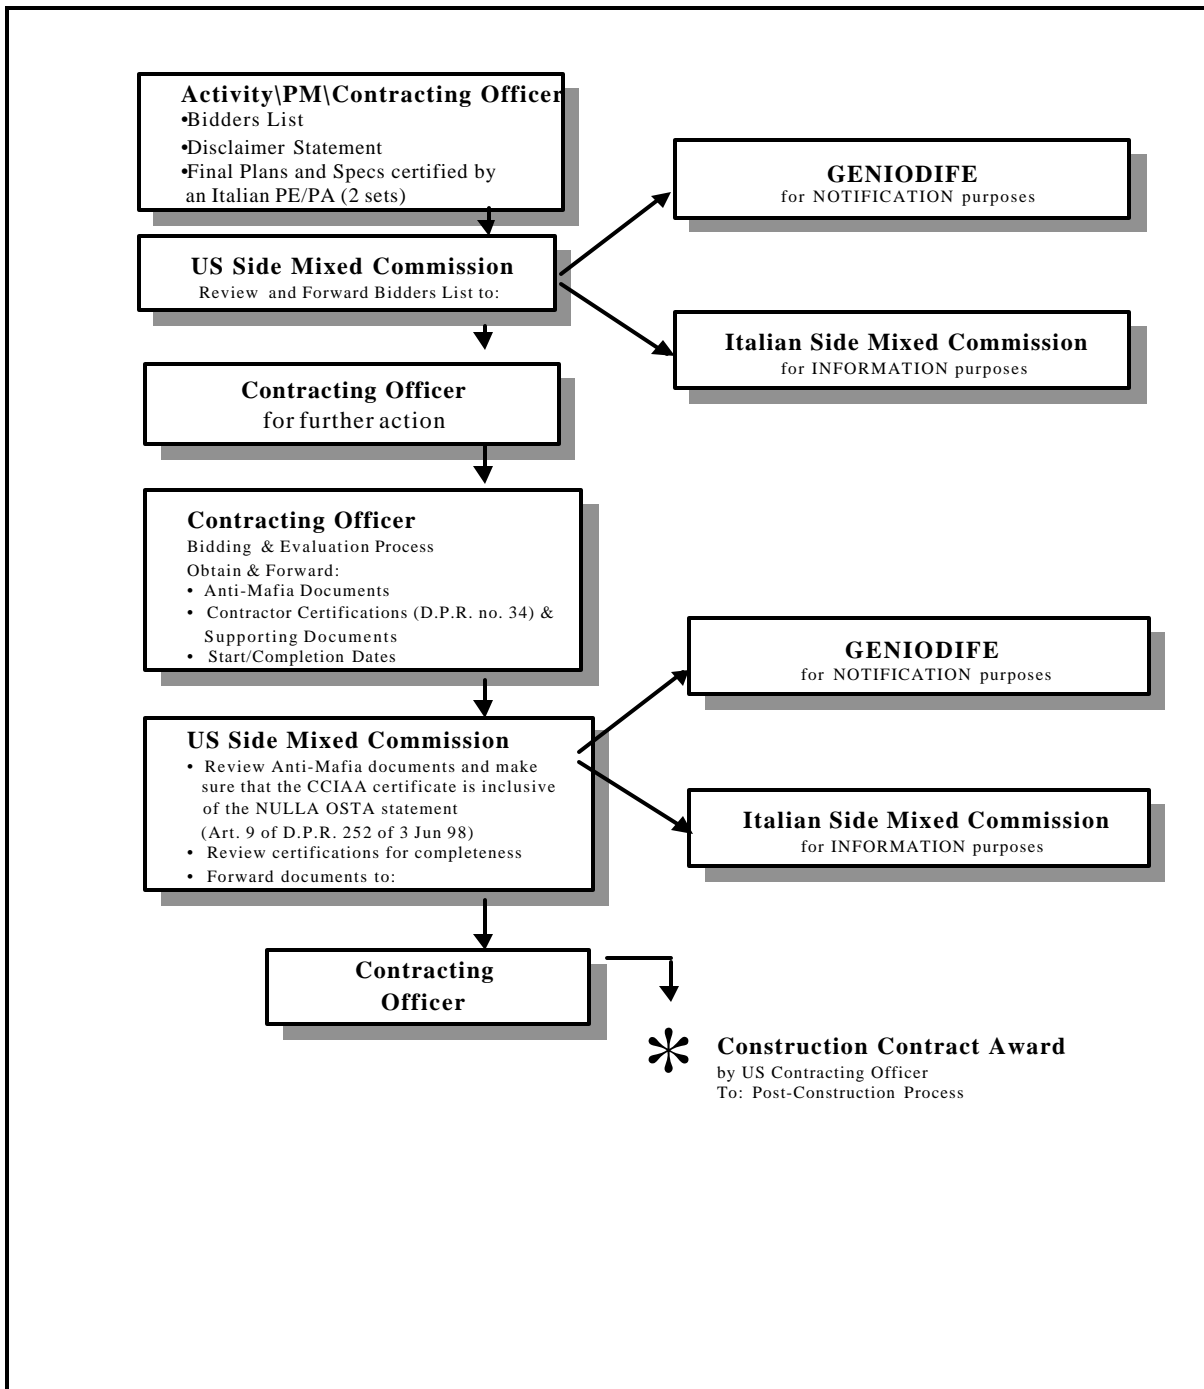 Activity\PM\Contracting Officer
•Bidders List
•Disclaimer Statement
•Final Plans and Specs certified by
an Italian PE/PA (2 sets)
GENIODIFE
for NOTIFICATION purposes
US Side Mixed Commission
Review and Forward Bidders List to:
Italian Side Mixed Commission
for INFORMATION purposes
Contracting Officer
for further action
Contracting Officer
Bidding & Evaluation Process
Obtain & Forward:
• Anti-Mafia Documents
• Contractor Certifications (D.P.R. no. 34) &
Supporting Documents
• Start/Completion Dates
GENIODIFE
for NOTIFICATION purposes
US Side Mixed Commission
• Review Anti-Mafia documents and make
sure that the CCIAA certificate is inclusive
of the NULLA OSTA statement
(Art. 9 of D.P.R. 252 of 3 Jun 98)
• Review certifications for completeness
• Forward documents to:
Italian Side Mixed Commission
for INFORMATION purposes
Contracting
Officer
* Construction Contract Award
by US Contracting Officer
To: Post-Construction Process